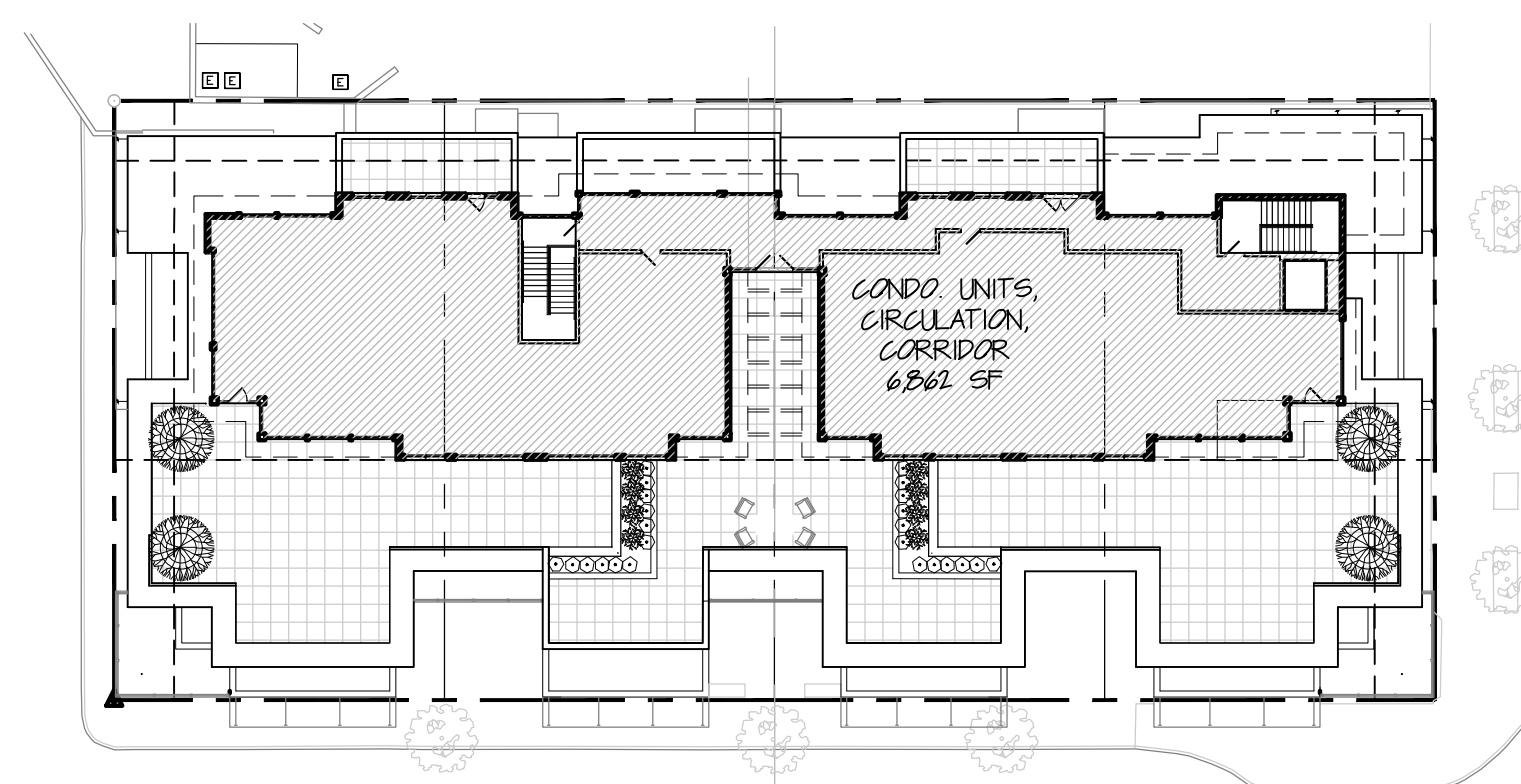 E E E
CONDO. UNITS,
CIRCULATION,
CORRIDOR
6,862 SF